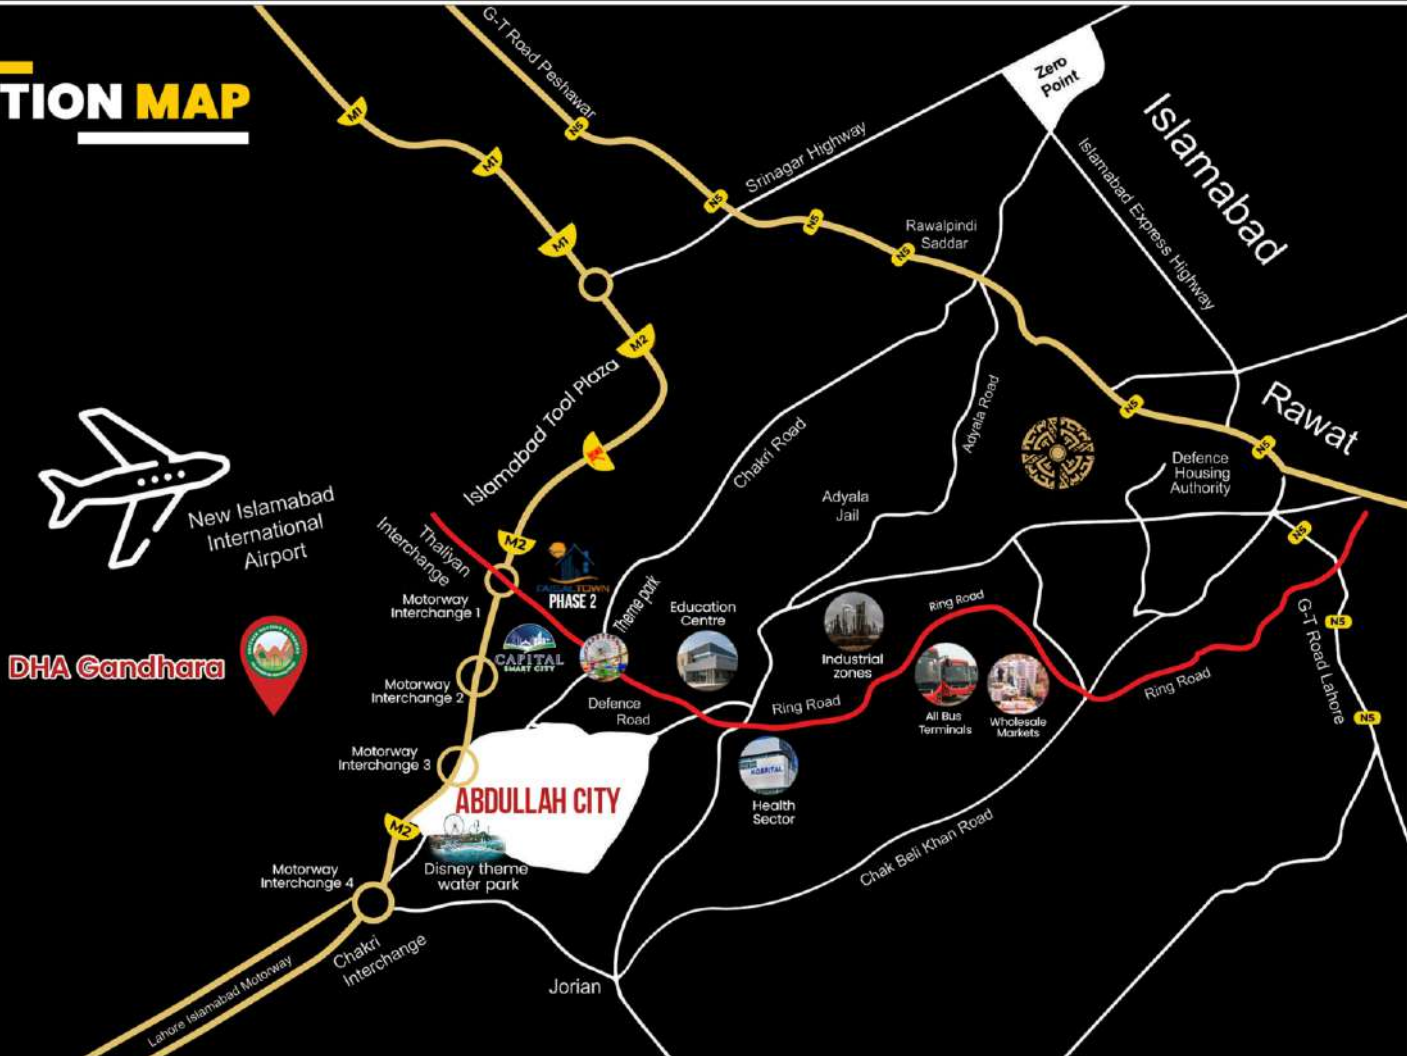 TION MAP
G-T Road Peshawar
Zero
Point
Islamabad
M1
N5
Srinagar Highway
Islamabad Express Highway
M1
N5
N5
Rawalpindi
Saddar
N5
M1
M2
Islamabad Tool Plaza
Rawat
N5
N5
Adyala Road
Chakri Road
Defence
Housing
Authority
Adyala
Jail
New Islamabad
International
Airport
Thaliyan
Interchange
M2
N5
FAISALTOWN
PHASE 2
Motorway
Interchange 1
Theme park
Education
Centre
Ring Road
G-T Road Lahore
N5
DHA Gandhara
CAPITAL
SMART CITY
Industrial
zones
Motorway
Interchange 2
Defence
Road
Ring Road
Ring Road
All Bus
Terminals
Wholesale
Markets
N5
Motorway
Interchange 3
HOSPITAL
ABDULLAH CITY
Health
Sector
M2
Chak Beli Khan Road
Disney theme
water park
Motorway
Interchange 4
Chakri
Interchange
Jorian
Lahore Islamabad Motorway